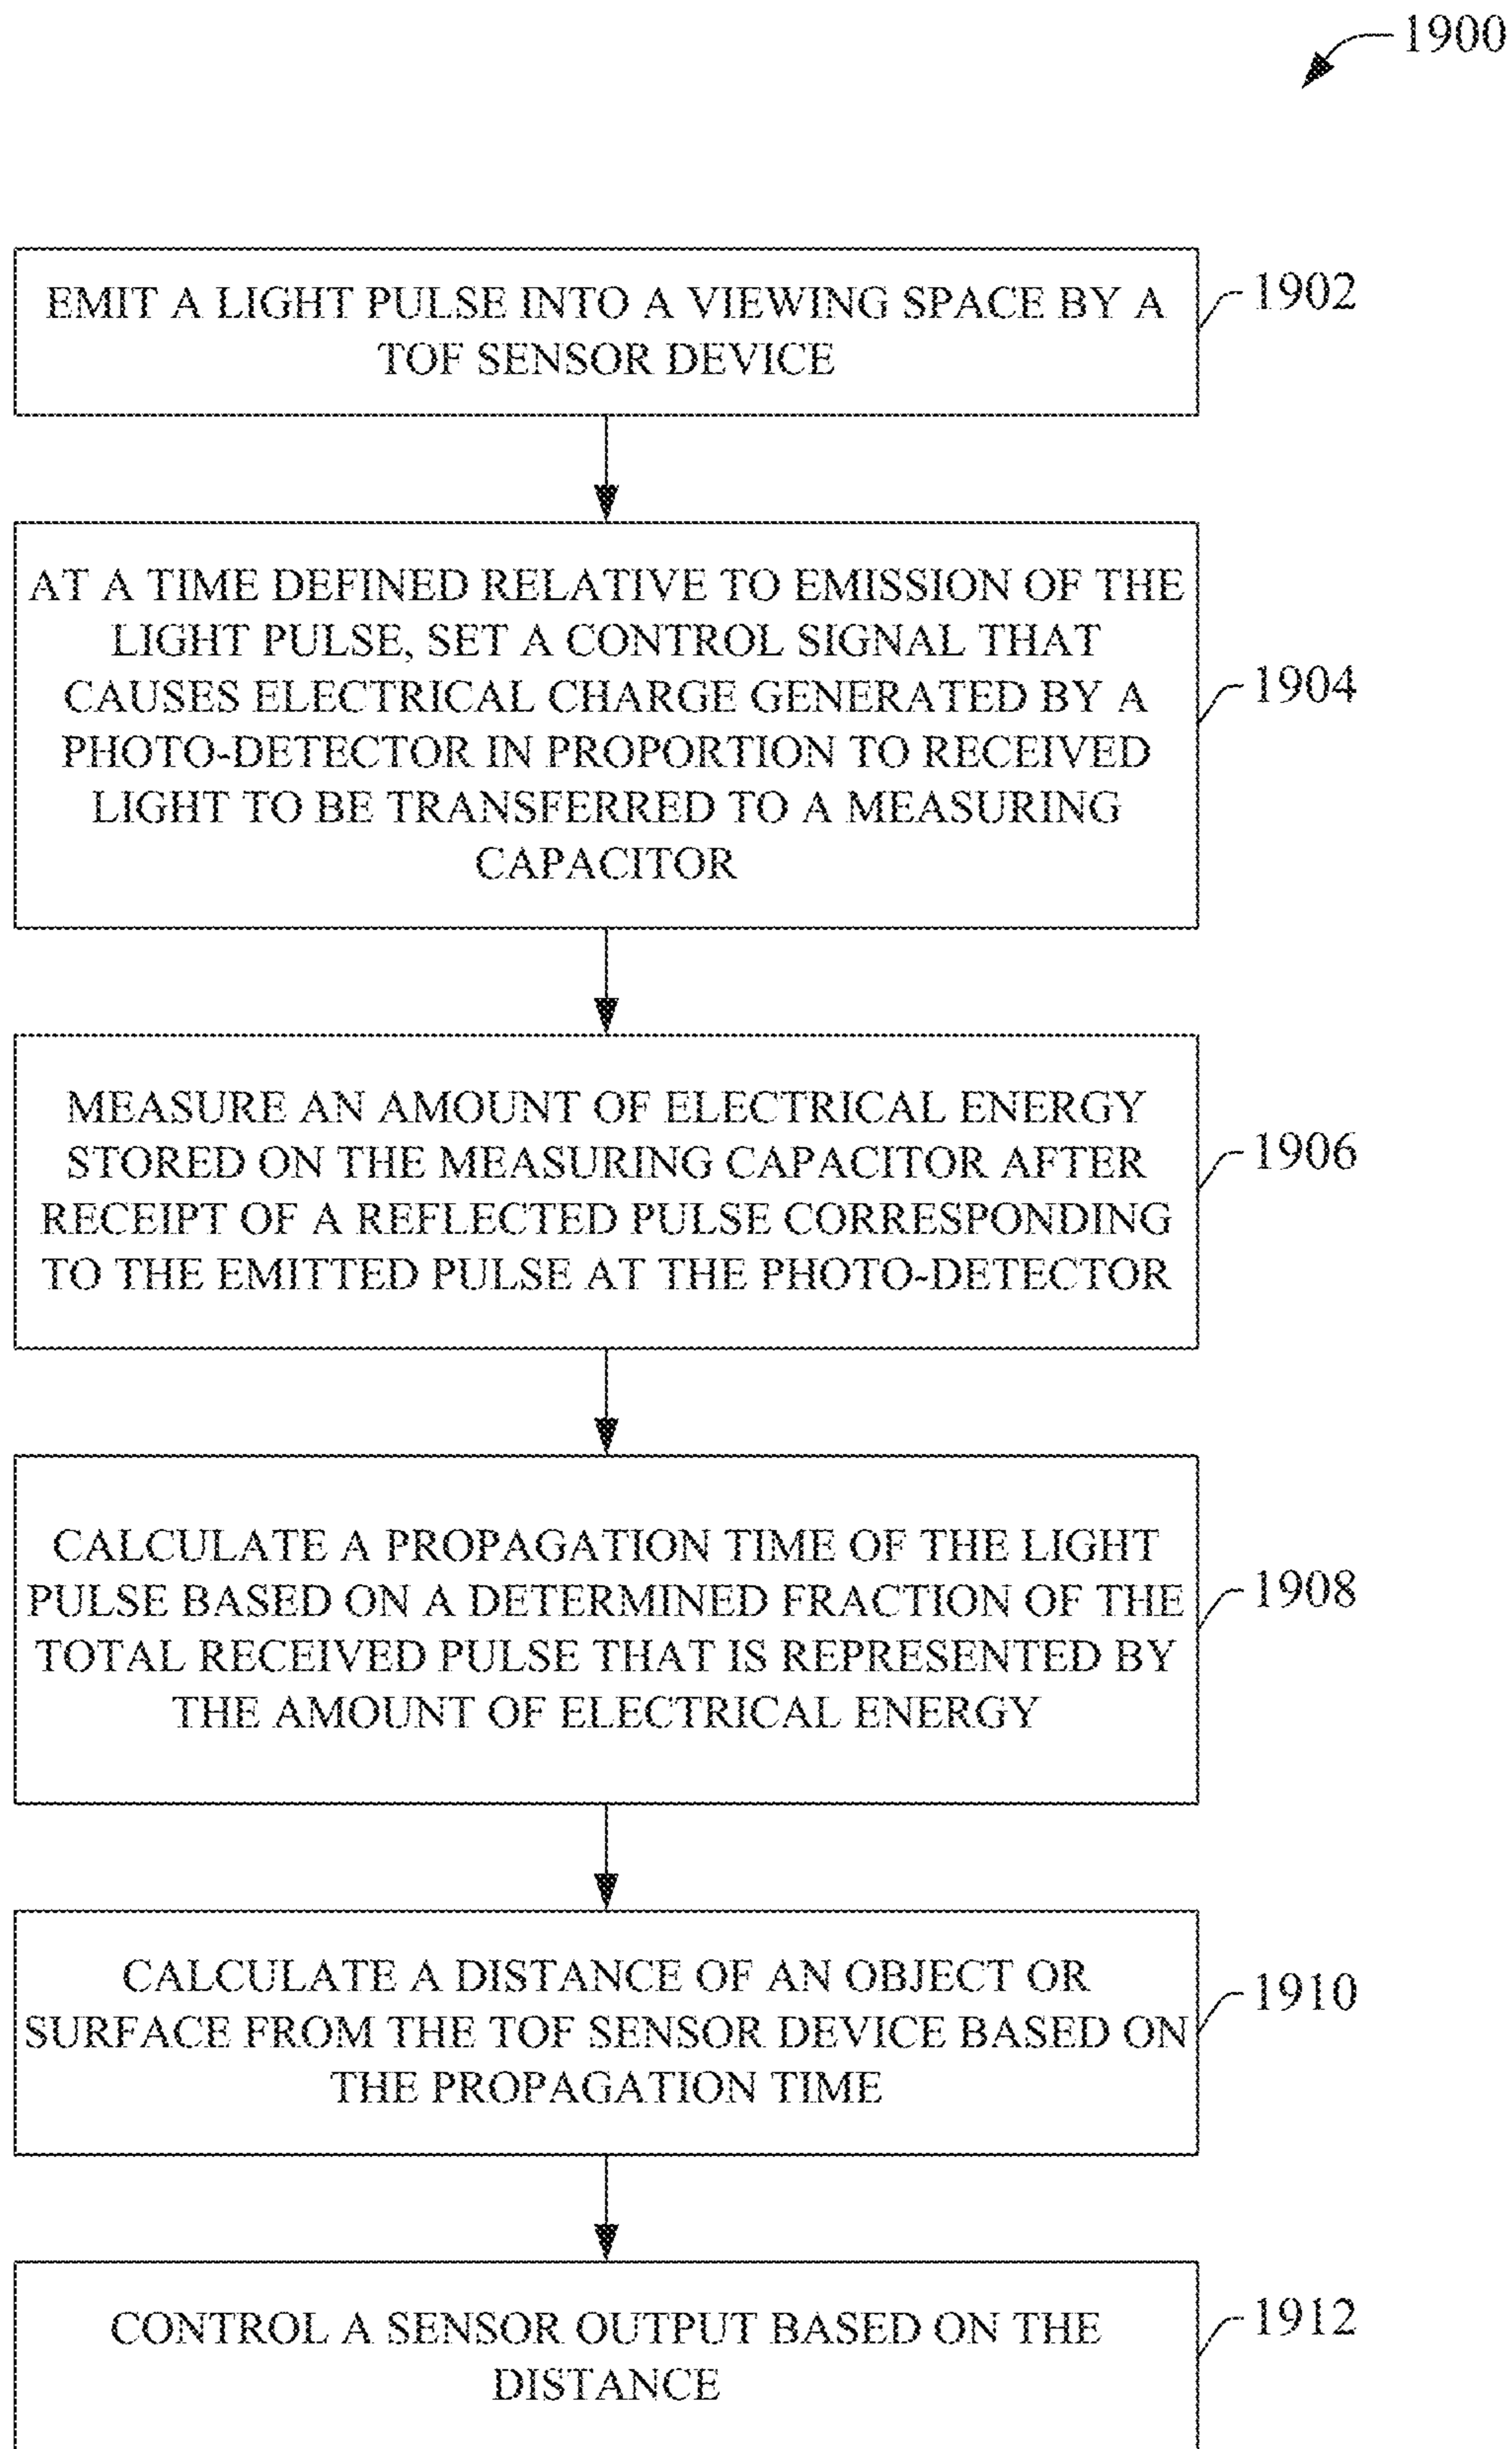 1900
EMIT A LIGHT PULSE INTO A VIEWING SPACE BY A
TOF SENSOR DEVICE
1902
AT A TIME DEFINED RELATIVE TO EMISSION OF THE
LIGHT PULSE, SET A CONTROL SIGNAL THAT
CAUSES ELECTRICAL CHARGE GENERATED BY A
PHOTO-DETECTOR IN PROPORTION TO RECEIVED
LIGHT TO BE TRANSFERRED TO A MEASURING
CAPACITOR
1904
MEASURE AN AMOUNT OF ELECTRICAL ENERGY
STORED ON THE MEASURING CAPACITOR AFTER
RECEIPT OF A REFLECTED PULSE CORRESPONDING
TO THE EMITTED PULSE AT THE PHOTO-DETECTOR
1906
CALCULATE A PROPAGATION TIME OF THE LIGHT
PULSE BASED ON A DETERMINED FRACTION OF THE
TOTAL RECEIVED PULSE THAT IS REPRESENTED BY
THE AMOUNT OF ELECTRICAL ENERGY
1908
CALCULATE A DISTANCE OF AN OBJECT OR
SURFACE FROM THE TOF SENSOR DEVICE BASED ON
THE PROPAGATION TIME
1910
CONTROL A SENSOR OUTPUT BASED ON THE
DISTANCE
1912